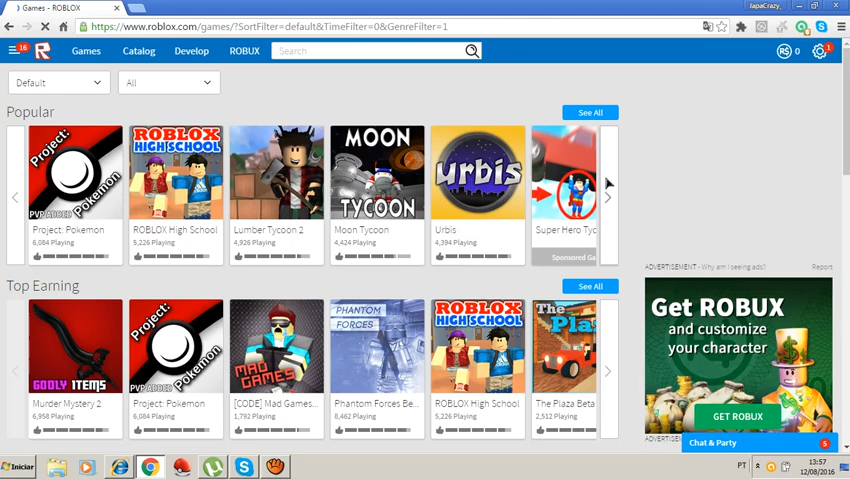 Games - ROBLOX
JapaCrazy_
https://www.roblox.com/games/?SortFilter=default&TimeFilter=0&GenreFilter=1
16
R
Games
Catalog
Develop
ROBUX
Search
R$ 0
1
Default
All
Popular
See All
Project:
Pokemon
PVP ADDED
ROBLOX
HIGH SCHOOL
MOON
TYCOON
urbis
Project: Pokemon
ROBLOX High School
Lumber Tycoon 2
Moon Tycoon
Urbis
Super Hero Tyc
6,084 Playing
5,226 Playing
4,926 Playing
4,424 Playing
4,394 Playing
Sponsored Ga
Top Earning
See All
ADVERTISEMENT - Why am I seeing ads?
Report
GODLY ITEMS
Project:
Pokemon
PVP ADDED
MAD
GAMES
PHANTOM
FORCES
ROBLOX
HIGH SCHOOL
The
Pla
Murder Mystery 2
Project: Pokemon
[CODE] Mad Games...
Phantom Forces Be...
ROBLOX High School
The Plaza Beta
6,958 Playing
6,084 Playing
1,792 Playing
8,462 Playing
5,226 Playing
2,512 Playing
Get ROBUX
and customize
your character
GET ROBUX
ADVERTISEMENT
Chat & Party
5
Iniciar
PT
13:57
12/08/2016